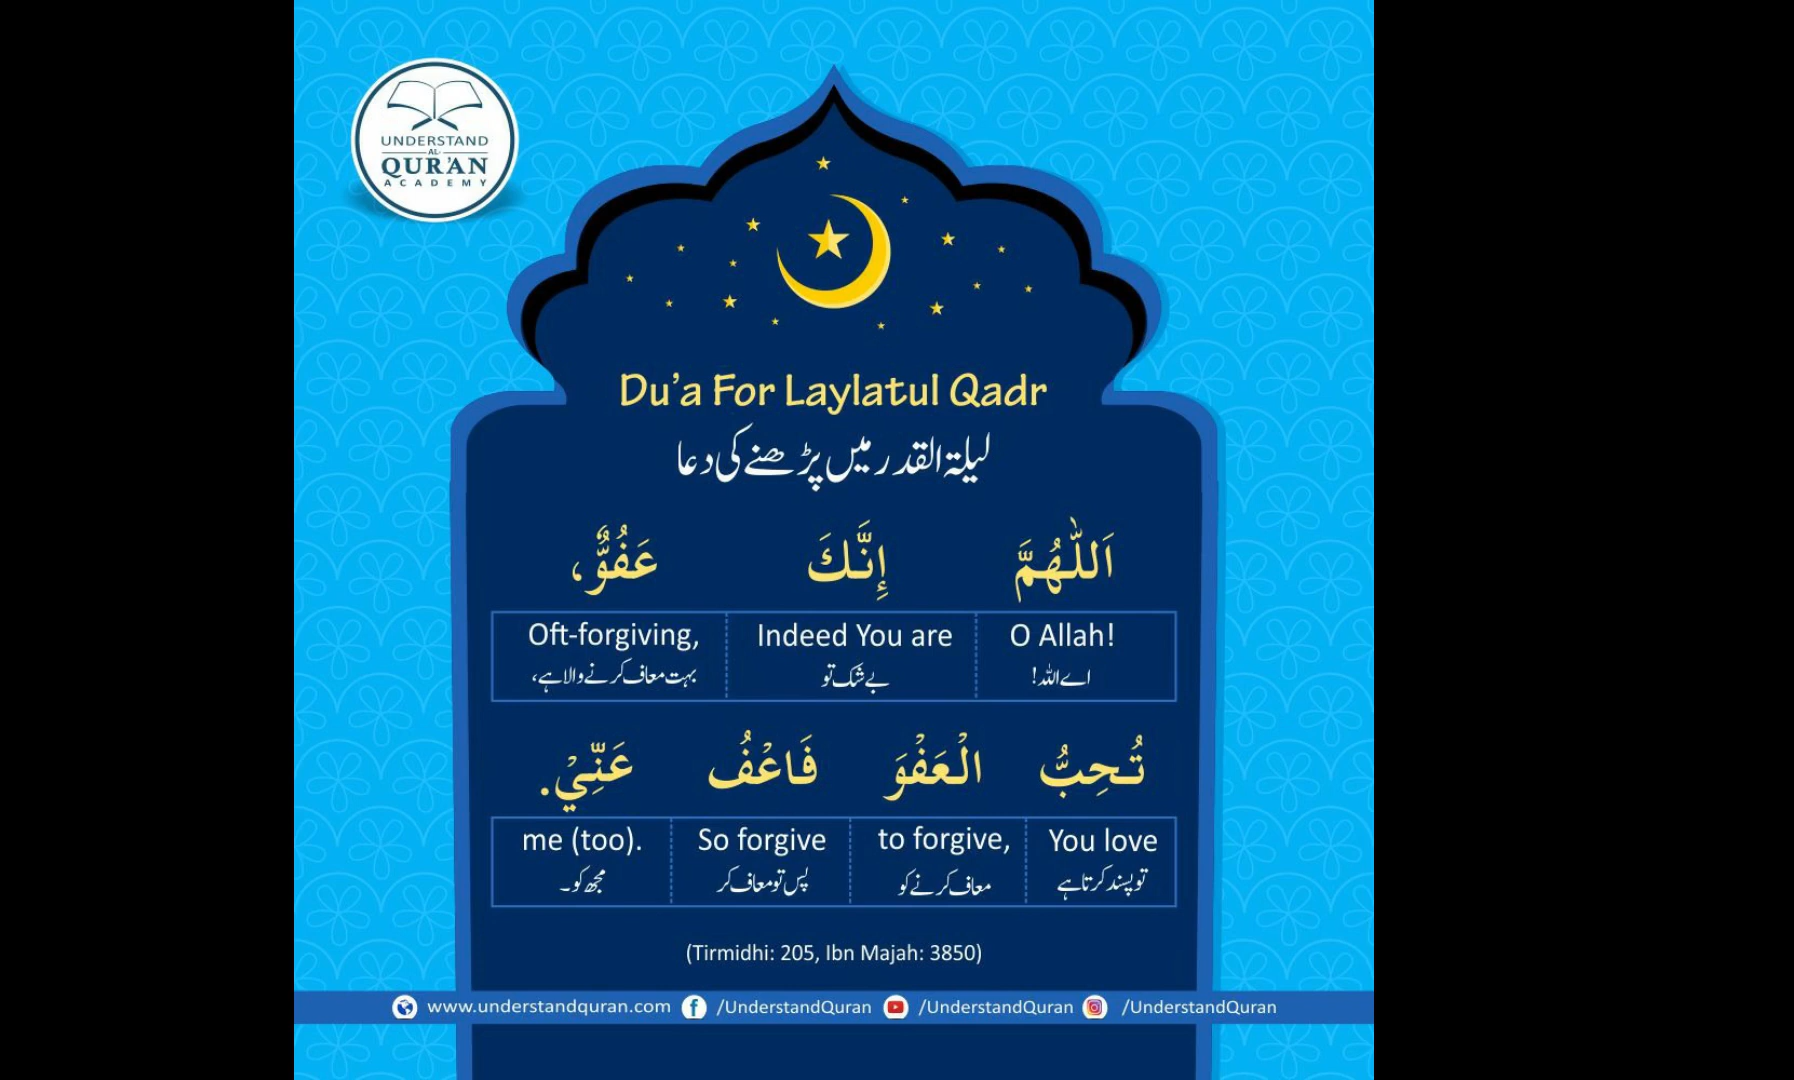 UNDERSTAND
AL-
QUR'AN
ACADEMY
Du'a For Laylatul Qadr
لیلۃ القدر میں پڑھنے کی دعا
اَللّٰهُمَّ إِنَّكَ عَفُوٌّ،
O Allah! Indeed You are Oft-forgiving,
اے اللہ! بے شک تو بہت معاف کرنے والا ہے،
تُحِبُّ الْعَفْوَ فَاعْفُ عَنِّيْ.
You love to forgive, So forgive me (too).
تو پسند کرتا ہے معاف کرنے کو پس تو معاف کر مجھ کو۔
(Tirmidhi: 205, Ibn Majah: 3850)
www.understandquran.com /UnderstandQuran /UnderstandQuran /UnderstandQuran